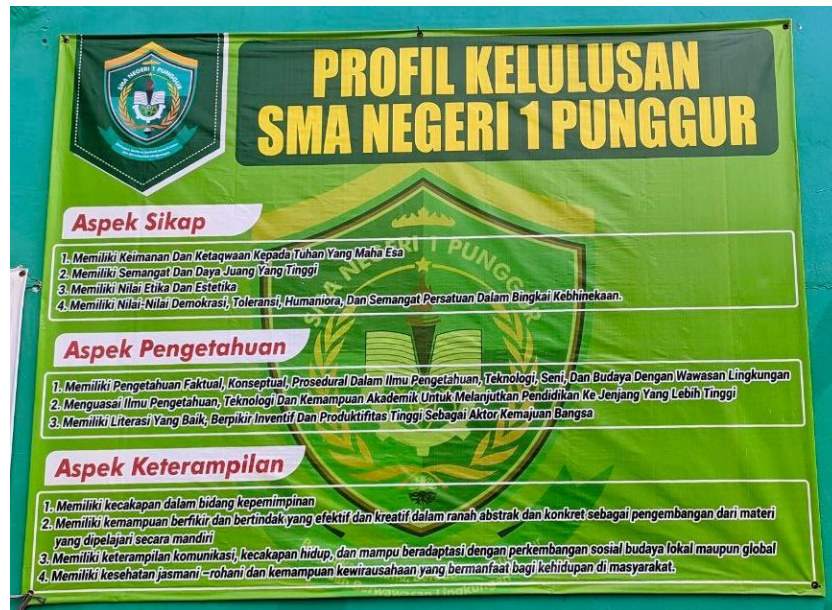 PROFIL KELULUSAN
SMA NEGERI 1 PUNGGUR
SMA NEGERI 1 PUNGGUR
Aspek Sikap
1. Memiliki Keimanan Dan Ketaqwaan Kepada Tuhan Yang Maha Esa
2. Memiliki Semangat Dan Daya Juang Yang Tinggi
3. Memiliki Nilai Etika Dan Estetika
4. Memiliki Nilai-Nilai Demokrasi, Toleransi, Humaniora, Dan Semangat Persatuan Dalam Bingkai Kebhinekaan.
SMA NEGERI 1 PUNGGUR
Aspek Pengetahuan
1. Memiliki Pengetahuan Faktual, Konseptual, Prosedural Dalam Ilmu Pengetahuan, Teknologi, Seni, Dan Budaya Dengan Wawasan Lingkungan
2. Menguasai Ilmu Pengetahuan, Teknologi Dan Kemampuan Akademik Untuk Melanjutkan Pendidikan Ke Jenjang Yang Lebih Tinggi
3. Memiliki Literasi Yang Baik, Berpikir Inventif Dan Produktifitas Tinggi Sebagai Aktor Kemajuan Bangsa
Aspek Keterampilan
1. Memiliki kecakapan dalam bidang kepemimpinan
2. Memiliki kemampuan berfikir dan bertindak yang efektif dan kreatif dalam ranah abstrak dan konkret sebagai pengembangan dari materi
yang dipelajari secara mandiri
3. Memiliki keterampilan komunikasi, kecakapan hidup, dan mampu beradaptasi dengan perkembangan sosial budaya lokal maupun global
4. Memiliki kesehatan jasmani –rohani dan kemampuan kewirausahaan yang bermanfaat bagi kehidupan di masyarakat.